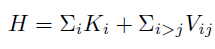 H = Σ_i K_i + Σ_{i>j} V_{ij}